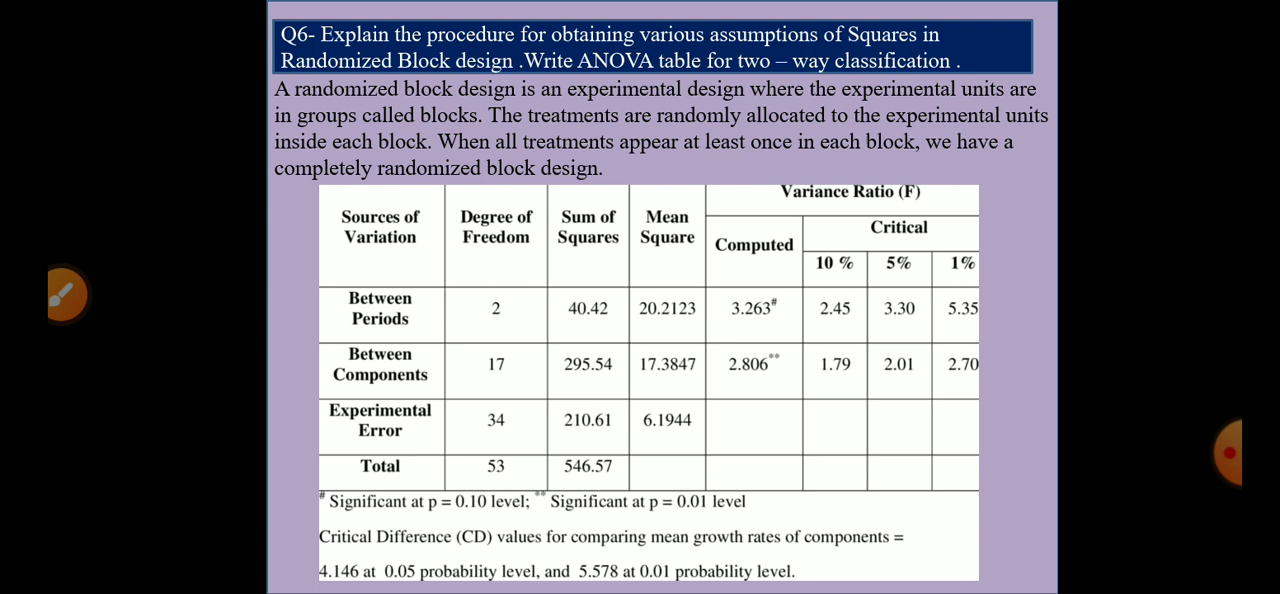 Q6- Explain the procedure for obtaining various assumptions of Squares in
Randomized Block design .Write ANOVA table for two – way classification .
A randomized block design is an experimental design where the experimental units are
in groups called blocks. The treatments are randomly allocated to the experimental units
inside each block. When all treatments appear at least once in each block, we have a
completely randomized block design.
Variance Ratio (F)
Sources of Degree of Sum of Mean
Variation Freedom Squares Square
Critical
Computed
10 % 5% 1%
Between
Periods 2 40.42 20.2123 3.263# 2.45 3.30 5.35
Between
Components 17 295.54 17.3847 2.806** 1.79 2.01 2.70
Experimental
Error 34 210.61 6.1944
Total 53 546.57
# Significant at p = 0.10 level; ** Significant at p = 0.01 level
Critical Difference (CD) values for comparing mean growth rates of components =
4.146 at 0.05 probability level, and 5.578 at 0.01 probability level.